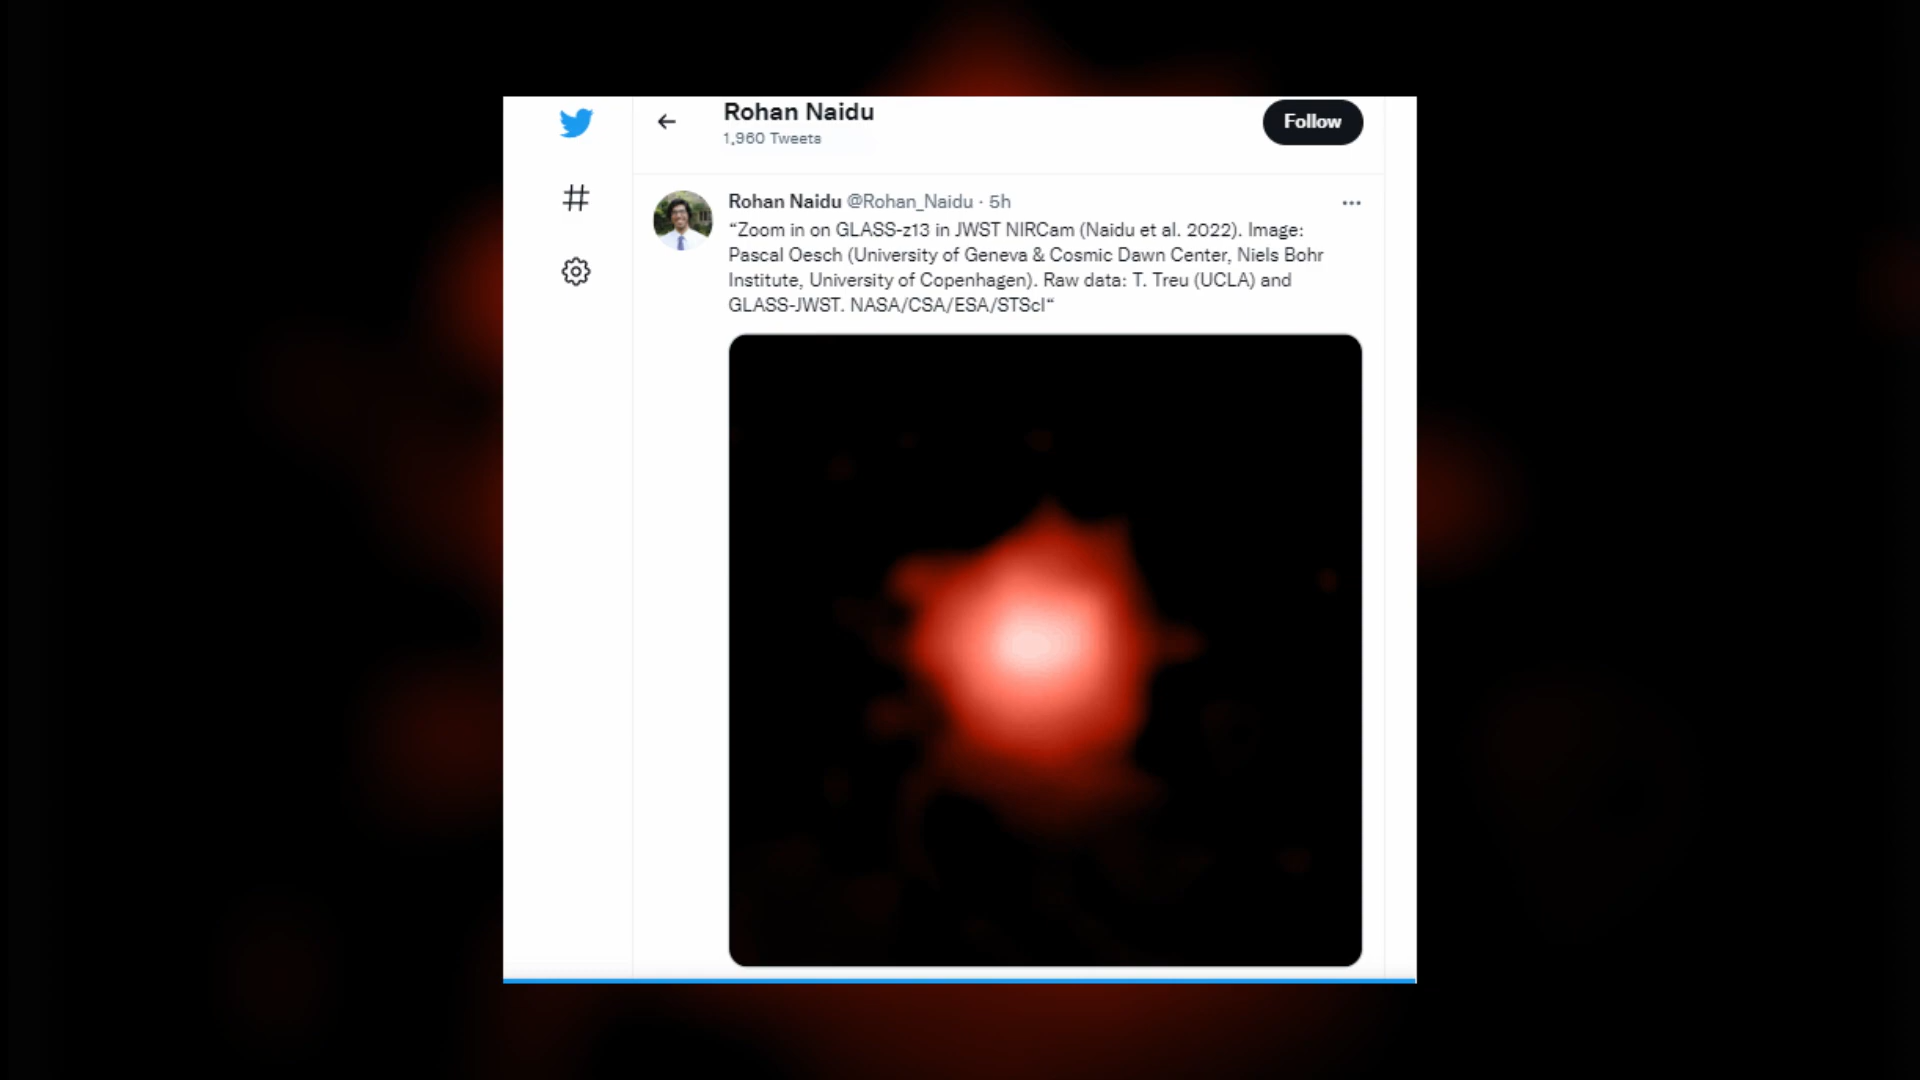 Rohan Naidu
1,960 Tweets
Follow
Rohan Naidu @Rohan_Naidu · 5h
“Zoom in on GLASS-z13 in JWST NIRCam (Naidu et al. 2022). Image:
Pascal Oesch (University of Geneva & Cosmic Dawn Center, Niels Bohr
Institute, University of Copenhagen). Raw data: T. Treu (UCLA) and
GLASS-JWST. NASA/CSA/ESA/STScI“